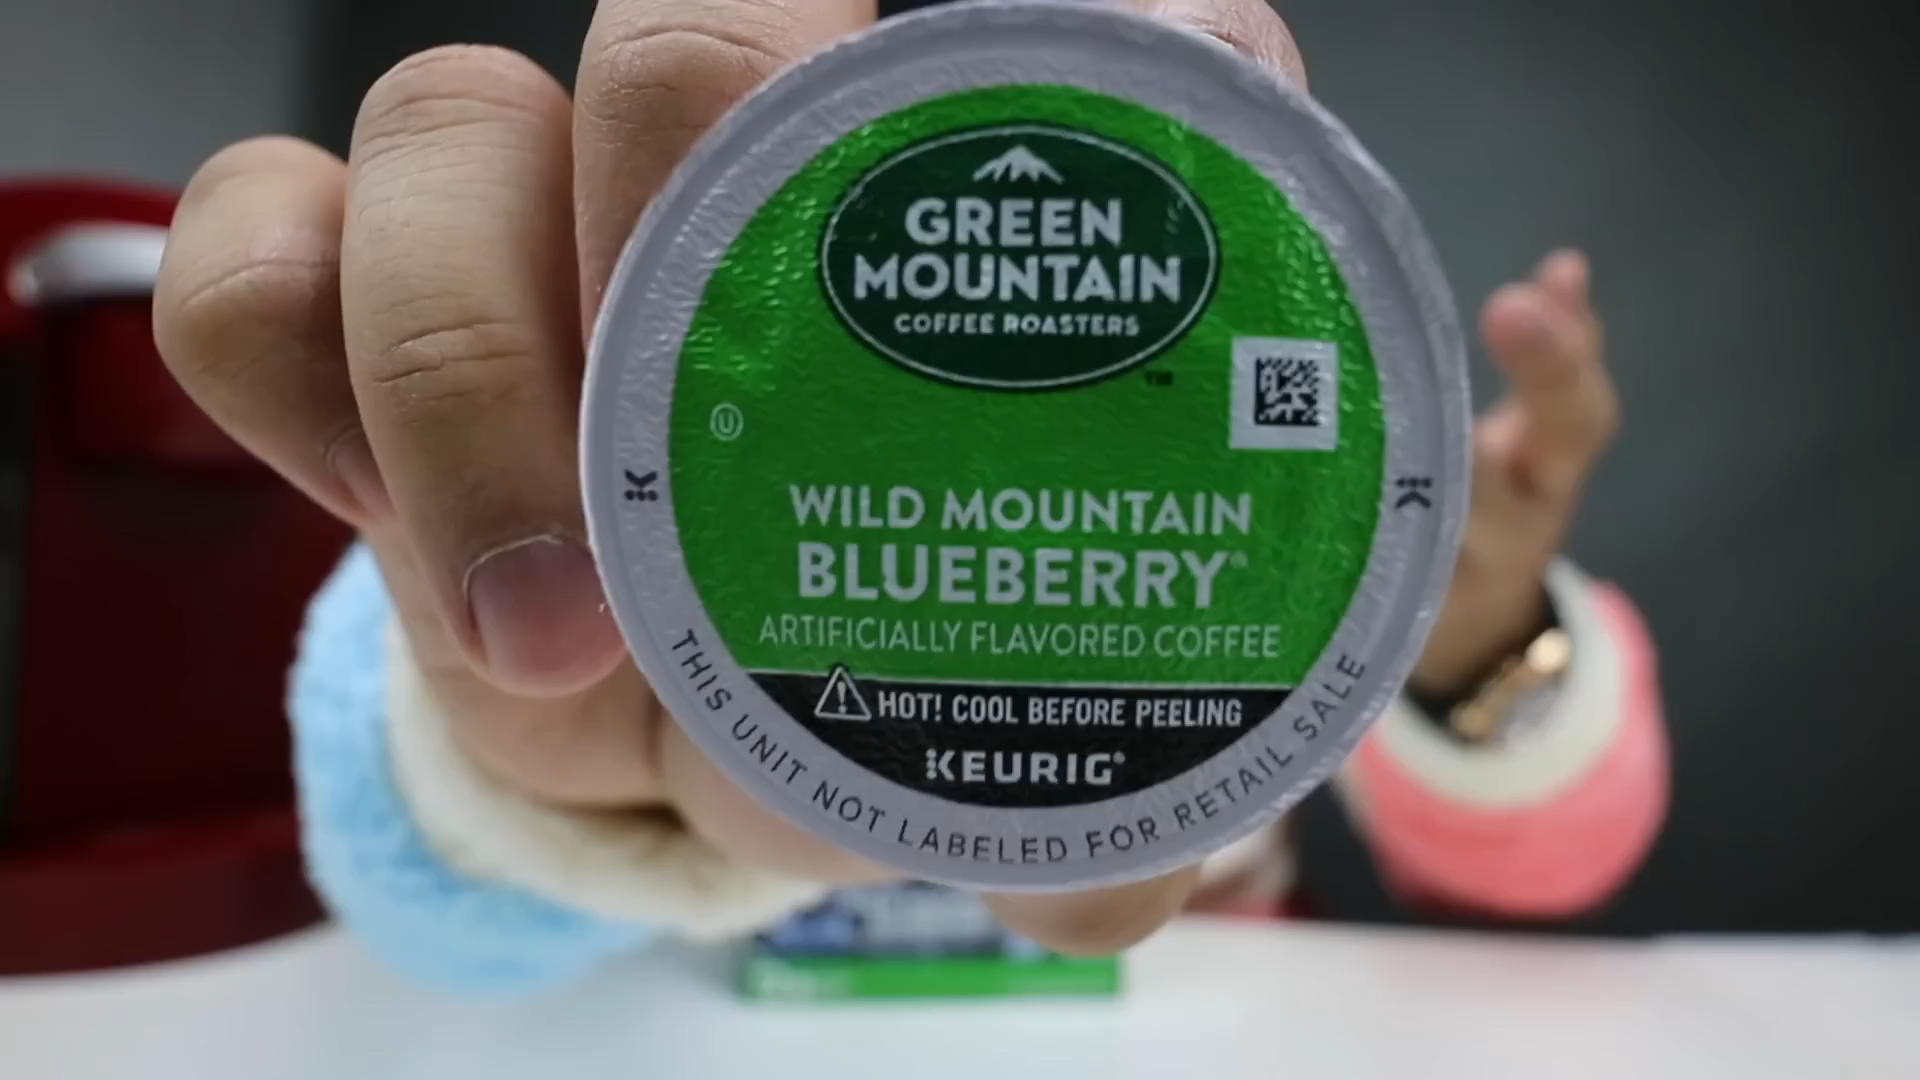 GREEN
MOUNTAIN
COFFEE ROASTERS
TM
U
WILD MOUNTAIN
BLUEBERRY®
ARTIFICIALLY FLAVORED COFFEE
HOT! COOL BEFORE PEELING
KEURIG®
THIS UNIT NOT LABELED FOR RETAIL SALE